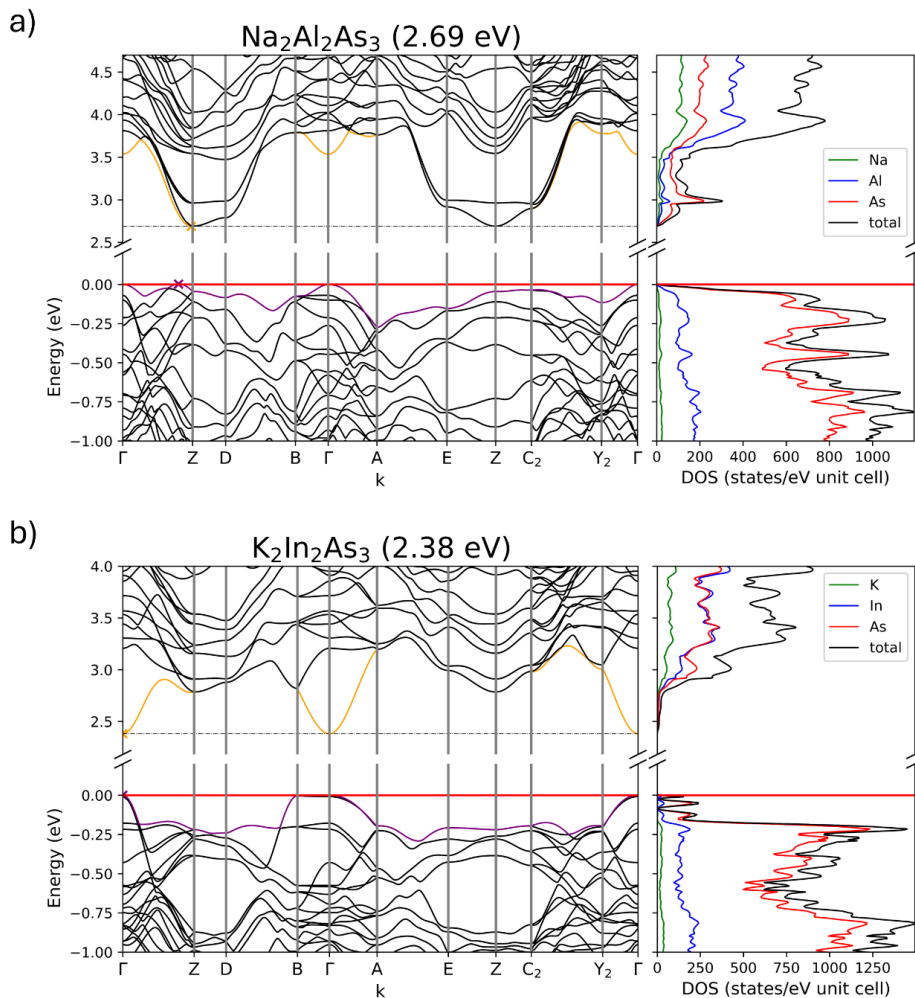 a)
Na₂Al₂As₃ (2.69 eV)
4.5
4.0
3.5
3.0
2.5
0.00
−0.25
−0.50
−0.75
−1.00
Energy (eV)
Γ Z D B Γ A E Z C₂ Y₂ Γ
k
Na
Al
As
total
0 200 400 600 800 1000
DOS (states/eV unit cell)
b)
K₂In₂As₃ (2.38 eV)
4.0
3.5
3.0
2.5
0.00
−0.25
−0.50
−0.75
−1.00
Energy (eV)
Γ Z D B Γ A E Z C₂ Y₂ Γ
k
K
In
As
total
0 250 500 750 1000 1250
DOS (states/eV unit cell)